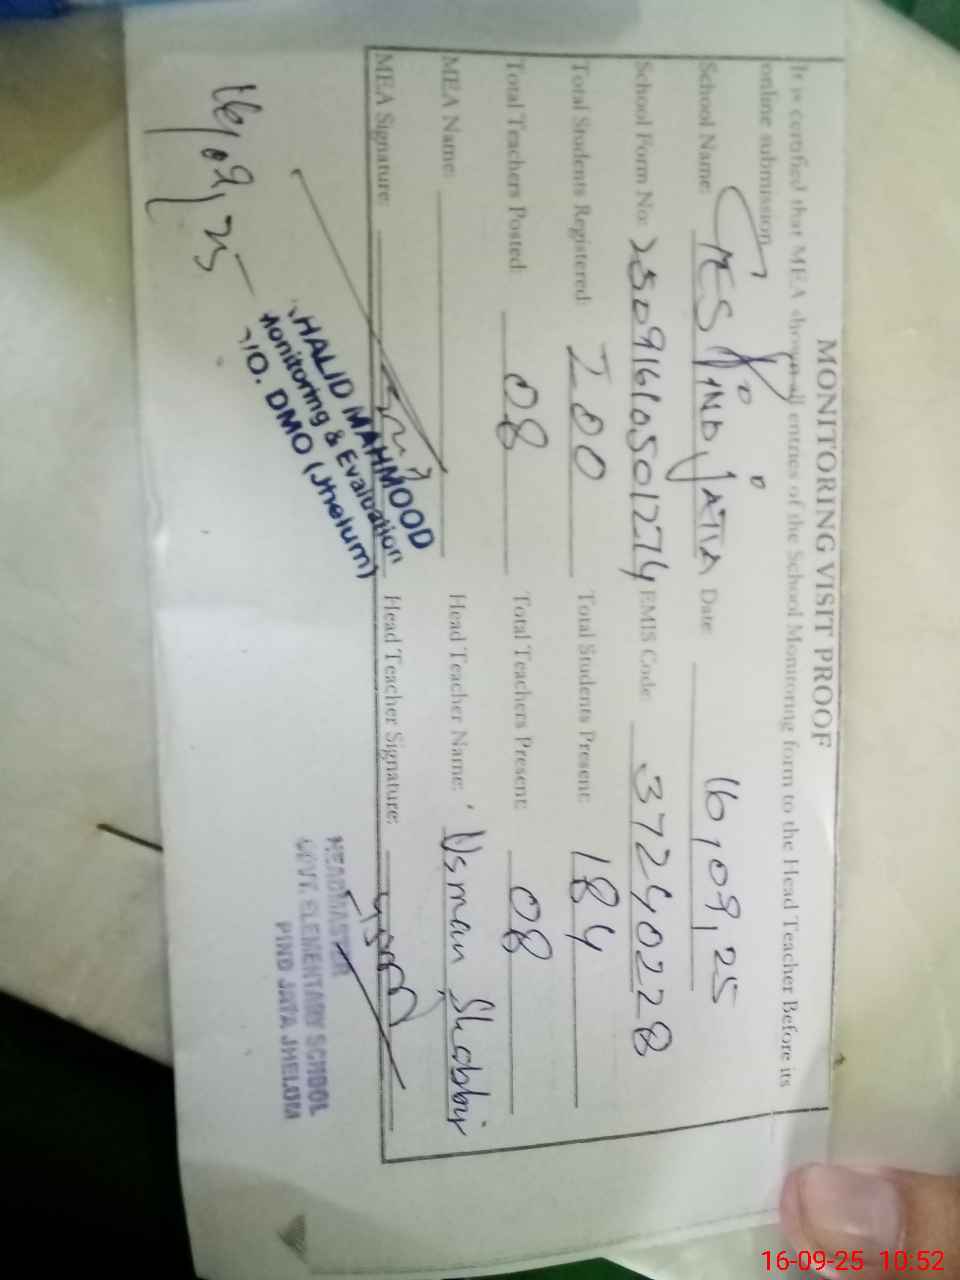 MONITORING VISIT PROOF
It is certified that MEA shown all entries of the School Monitoring form to the Head Teacher Before its
online submission
School Name: GES PIND JATTA Date: 16,09,25
School Form No: 2509161050127 EMIS Code: 37240228
Total Students Registered: 200 Total Students Present: 184
Total Teachers Posted: 08 Total Teachers Present: 08
MEA Name: Head Teacher Name: Usman Shabbir
MEA Signature: Head Teacher Signature:
HALID MAHMOOD
Monitoring & Evaluation
O. DMO (Jhelum)
16,09,25
HEADMASTER
GOVT. ELEMENTARY SCHOOL
PIND JATA JHELUM
16-09-25 10:52